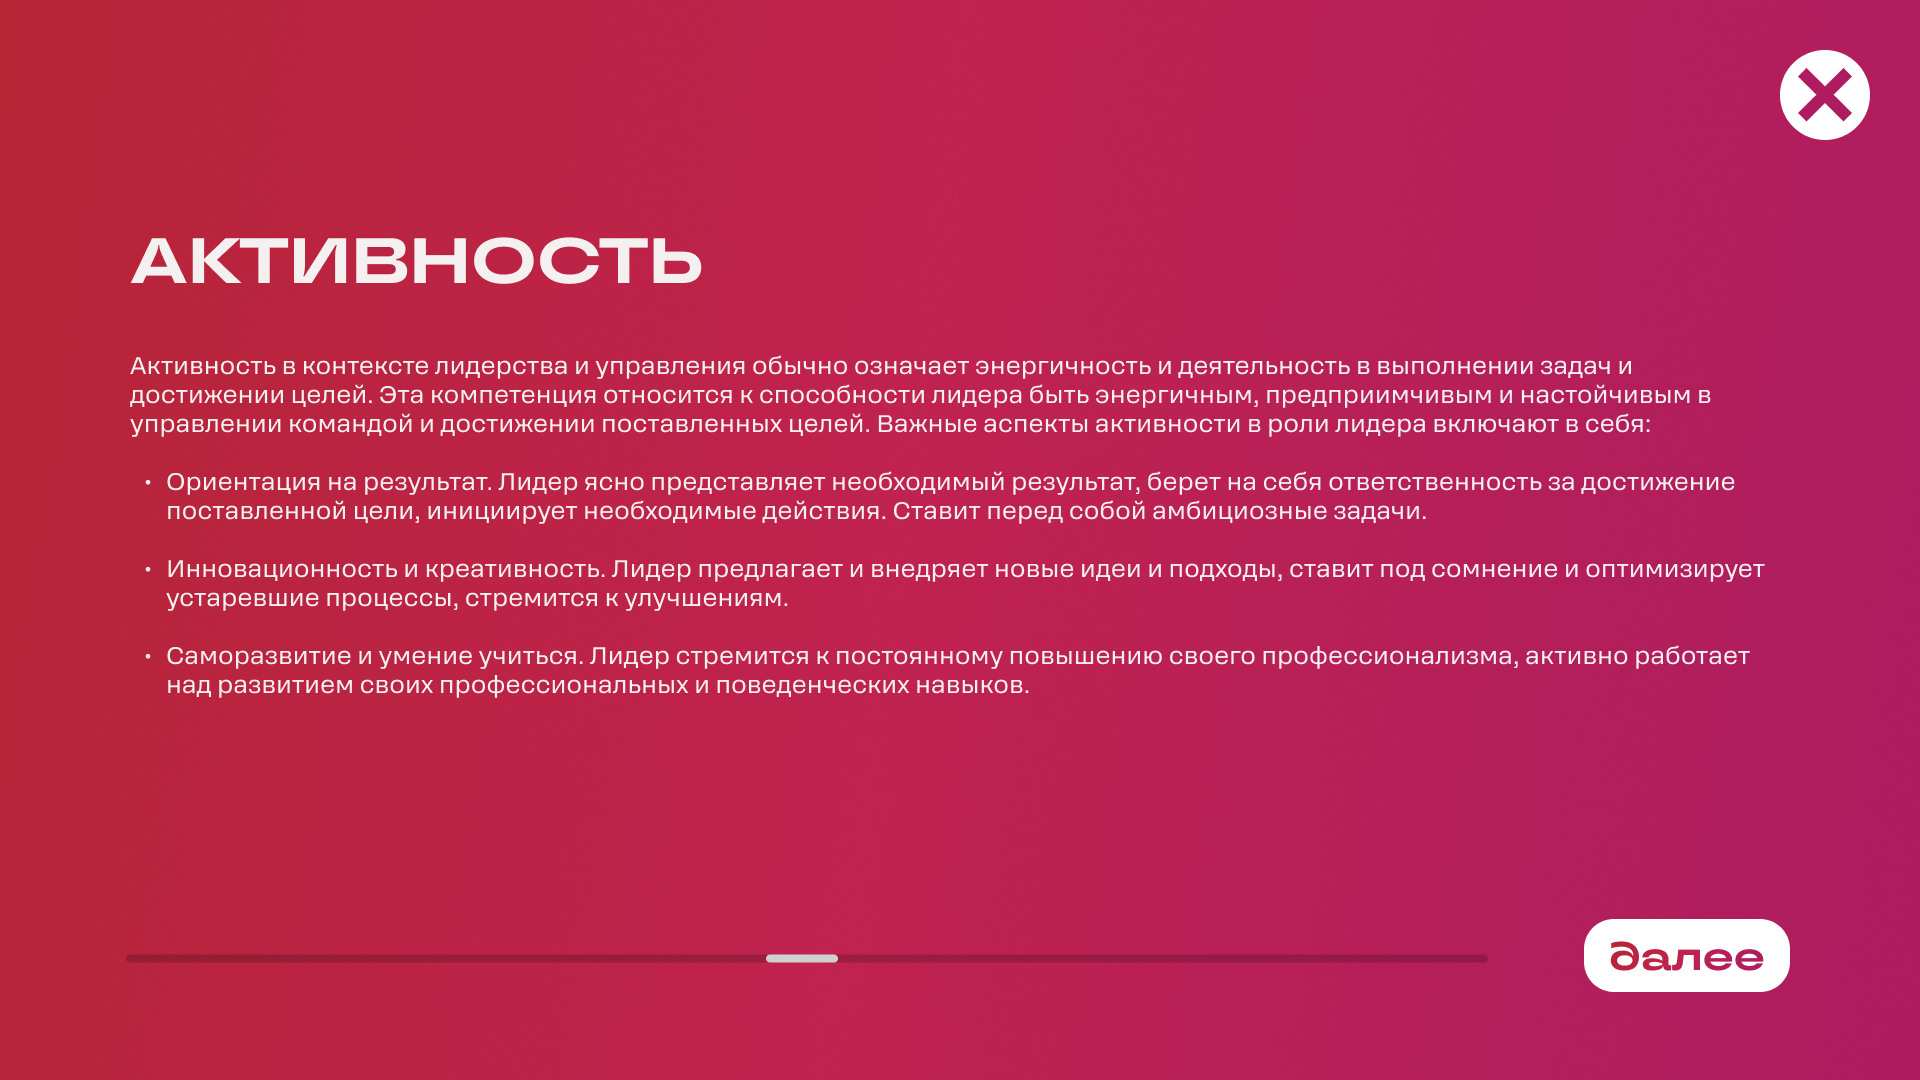 АКТИВНОСТЬ
Активность в контексте лидерства и управления обычно означает энергичность и деятельность в выполнении задач и
достижении целей. Эта компетенция относится к способности лидера быть энергичным, предприимчивым и настойчивым в
управлении командой и достижении поставленных целей. Важные аспекты активности в роли лидера включают в себя:
• Ориентация на результат. Лидер ясно представляет необходимый результат, берет на себя ответственность за достижение
поставленной цели, инициирует необходимые действия. Ставит перед собой амбициозные задачи.
• Инновационность и креативность. Лидер предлагает и внедряет новые идеи и подходы, ставит под сомнение и оптимизирует
устаревшие процессы, стремится к улучшениям.
• Саморазвитие и умение учиться. Лидер стремится к постоянному повышению своего профессионализма, активно работает
над развитием своих профессиональных и поведенческих навыков.
далее